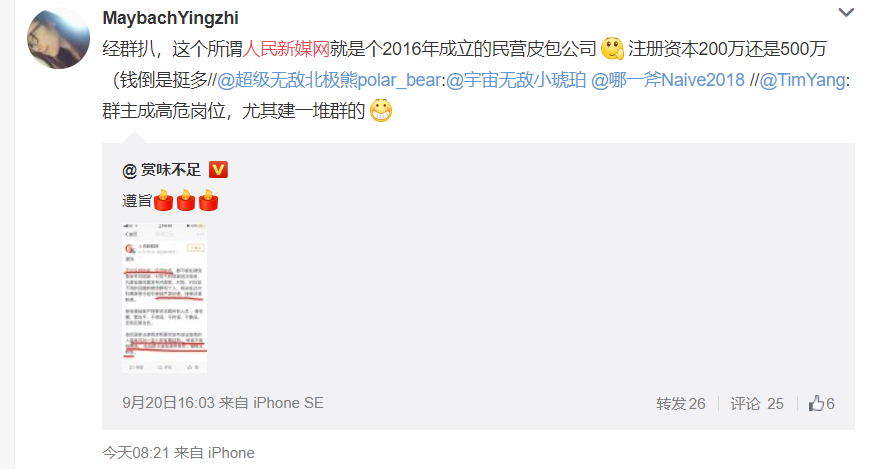 MaybachYingzhi
经群扒，这个所谓人民新媒网就是个2016年成立的民营皮包公司 注册资本200万还是500万
（钱倒是挺多//@超级无敌北极熊polar_bear:@宇宙无敌小琥珀 @哪一斧Naive2018 //@TimYang:
群主成高危岗位，尤其建一堆群的
@ 赏味不足 V
遵旨
9月20日16:03 来自 iPhone SE
转发 26 评论 25 6
今天08:21 来自 iPhone